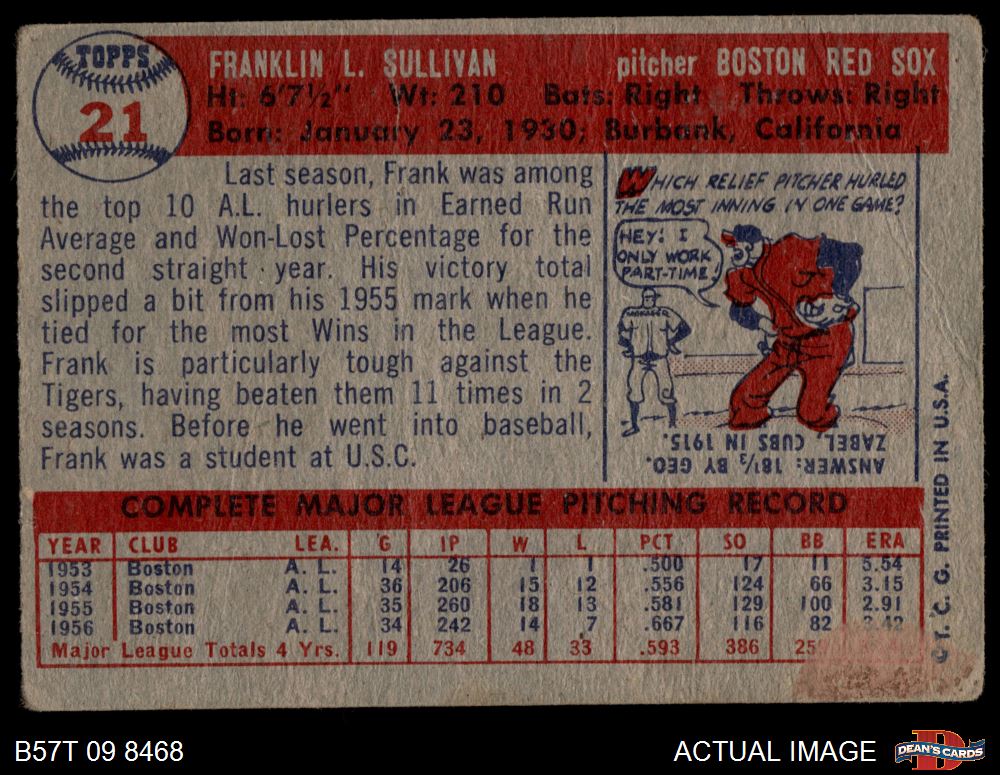 TOPPS
21
FRANKLIN L. SULLIVAN pitcher BOSTON RED SOX
Ht: 6'7½" Wt: 210 Bats: Right Throws: Right
Born: January 23, 1930; Burbank, California
Last season, Frank was among
the top 10 A.L. hurlers in Earned Run
Average and Won-Lost Percentage for the
second straight year. His victory total
slipped a bit from his 1955 mark when he
tied for the most Wins in the League.
Frank is particularly tough against the
Tigers, having beaten them 11 times in 2
seasons. Before he went into baseball,
Frank was a student at U.S.C.
WHICH RELIEF PITCHER HURLED
THE MOST INNING IN ONE GAME?
HEY! I
ONLY WORK
PART-TIME!
MANAGER
ANSWER: 18⅓ BY GEO.
ZABEL, CUBS IN 1915.
COMPLETE MAJOR LEAGUE PITCHING RECORD
YEAR CLUB LEA. G IP W L PCT SO BB ERA
1953 Boston A. L. 14 26 1 1 .500 17 11 5.54
1954 Boston A. L. 36 206 15 12 .556 124 66 3.15
1955 Boston A. L. 35 260 18 13 .581 129 100 2.91
1956 Boston A. L. 34 242 14 7 .667 116 82 3.42
Major League Totals 4 Yrs. 119 734 48 33 .593 386
© T. C. G. PRINTED IN U.S.A.
B57T 09 8468
ACTUAL IMAGE
DEAN'S CARDS